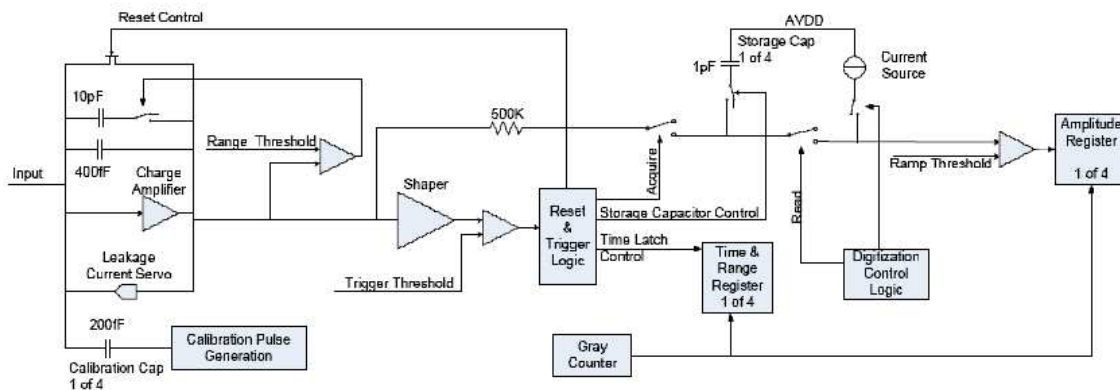 Reset Control
AVDD
Storage Cap
1 of 4
1pF
Current
Source
10pF
500K
Range Threshold
Amplitude
Register
1 of 4
400fF
Charge
Amplifier
Input
Ramp Threshold
Shaper
Acquire
Reset
&
Trigger
Logic
Storage Capacitor Control
Read
Leakage
Current Servo
Time Latch
Control
Time &
Range
Register
1 of 4
Digitization
Control
Logic
Trigger Threshold
200fF
Calibration Pulse
Generation
Gray
Counter
Calibration Cap
1 of 4